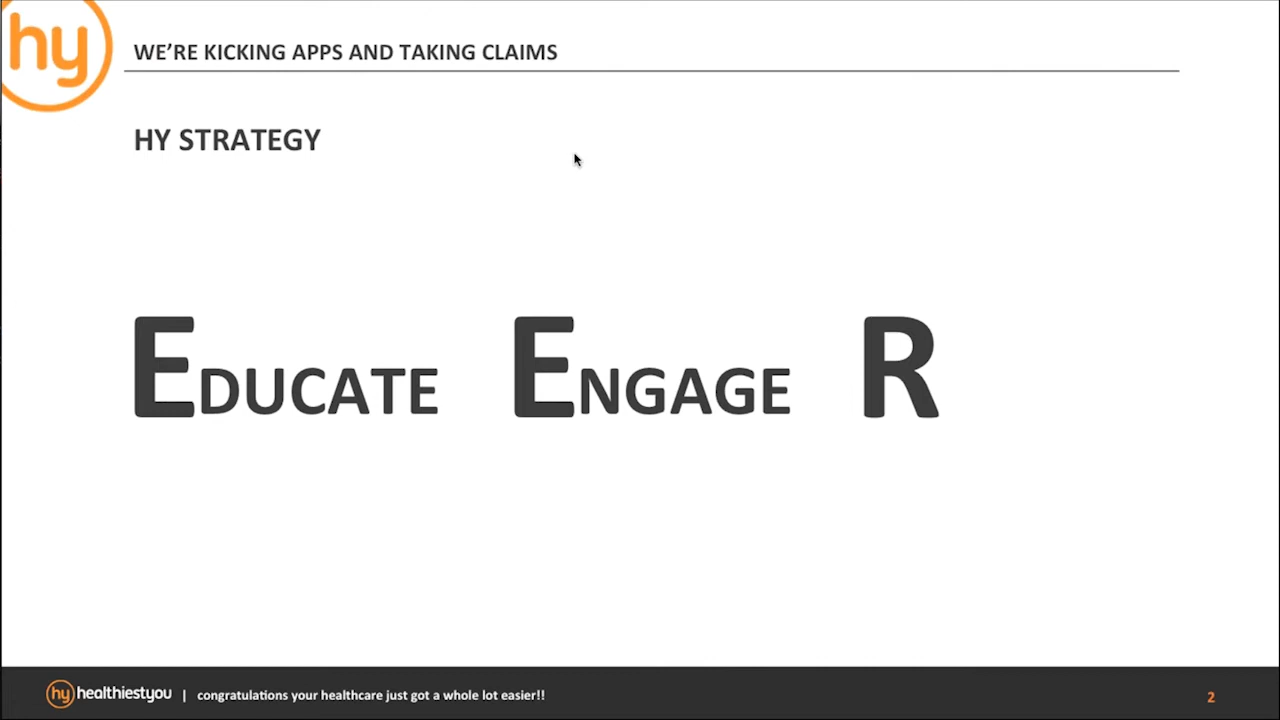 hy
WE’RE KICKING APPS AND TAKING CLAIMS
HY STRATEGY
EDUCATE ENGAGE R
hy healthiestyou | congratulations your healthcare just got a whole lot easier!! 2